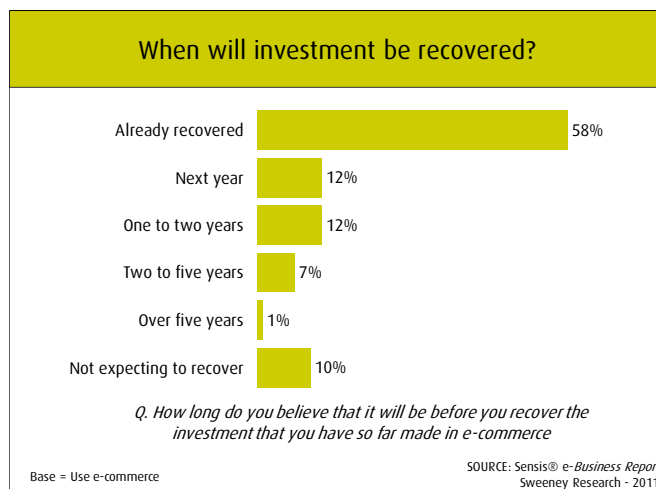 When will investment be recovered?
Already recovered
58%
Next year
12%
One to two years
12%
Two to five years
7%
Over five years
1%
Not expecting to recover
10%
Q. How long do you believe that it will be before you recover the
investment that you have so far made in e-commerce
Base = Use e-commerce
SOURCE: Sensis® e-Business Report
Sweeney Research - 2011